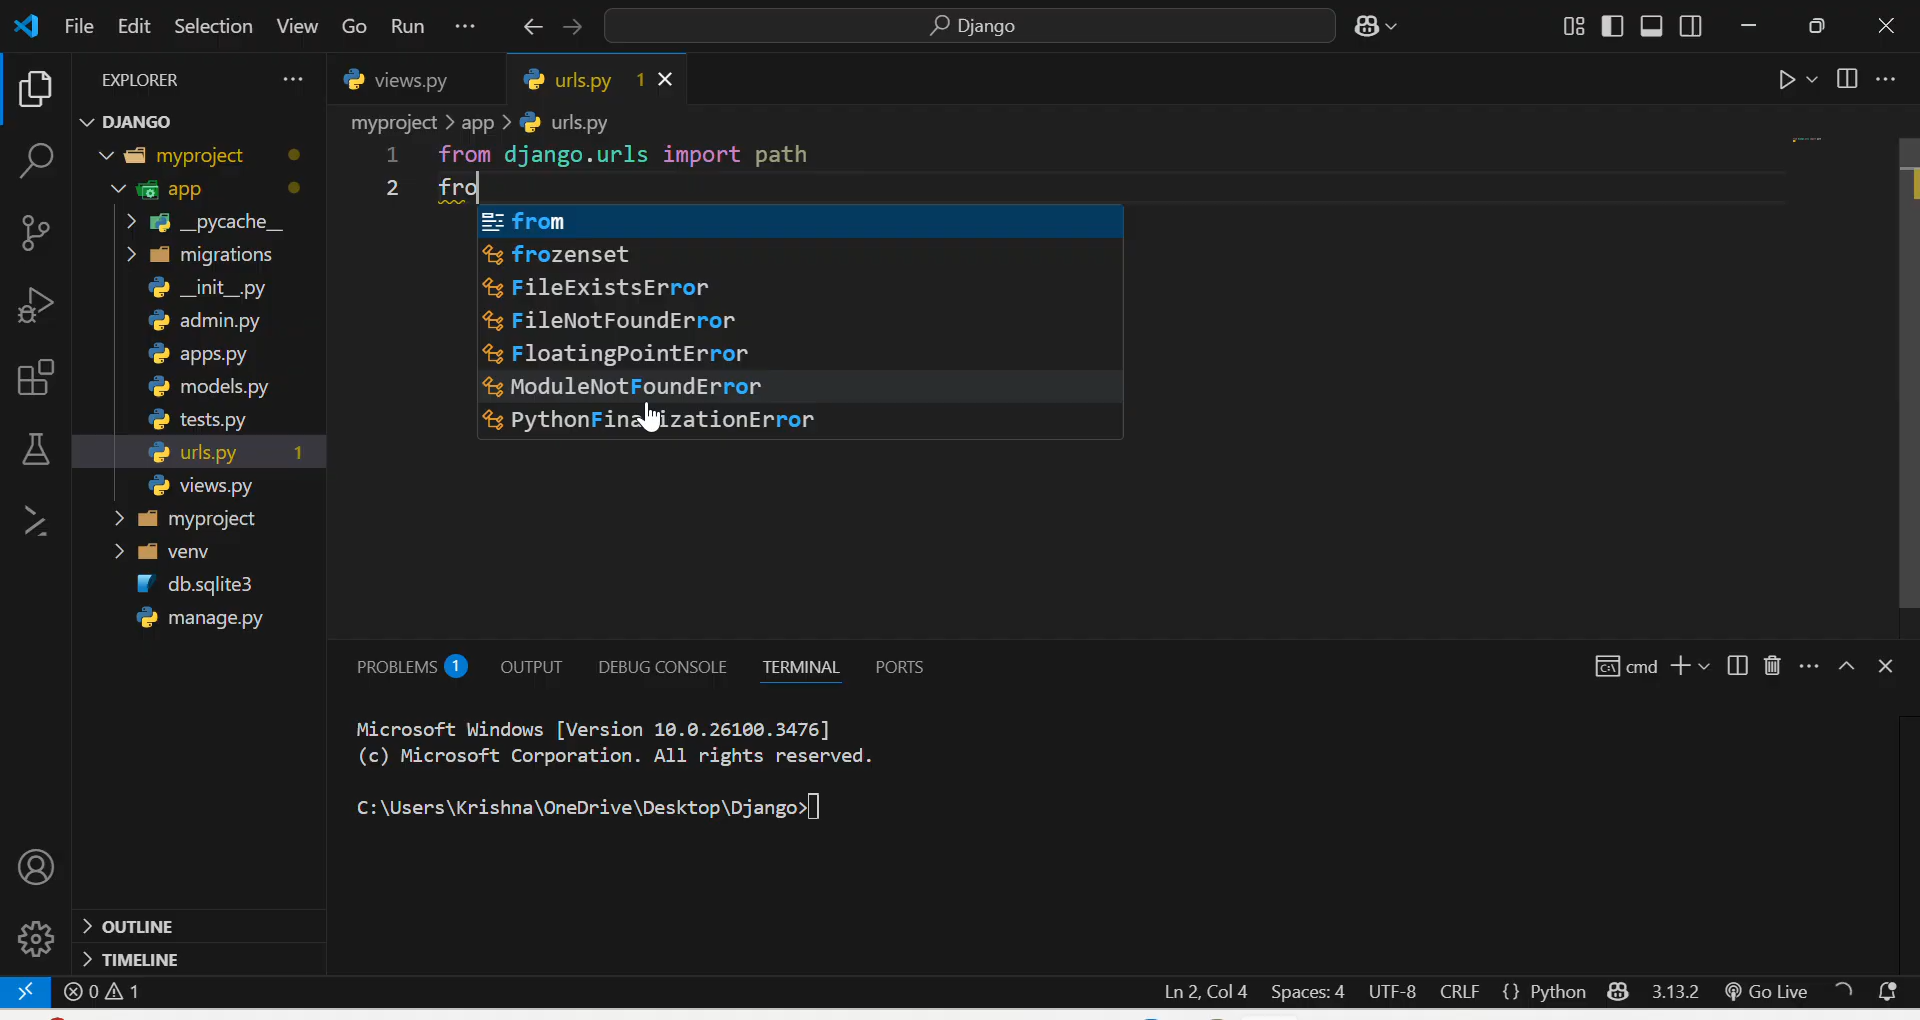 File Edit Selection View Go Run ··· Django
EXPLORER ···
DJANGO
myproject
app
__pycache__
migrations
__init__.py
admin.py
apps.py
models.py
tests.py
urls.py 1
views.py
myproject
venv
db.sqlite3
manage.py
OUTLINE
TIMELINE
views.py urls.py 1
myproject > app > urls.py
1 from django.urls import path
2 fro
from
frozenset
FileExistsError
FileNotFoundError
FloatingPointError
ModuleNotFoundError
PythonFinalizationError
PROBLEMS 1 OUTPUT DEBUG CONSOLE TERMINAL PORTS cmd
Microsoft Windows [Version 10.0.26100.3476]
(c) Microsoft Corporation. All rights reserved.
C:\Users\Krishna\OneDrive\Desktop\Django>
0 1 Ln 2, Col 4 Spaces: 4 UTF-8 CRLF {} Python 3.13.2 Go Live